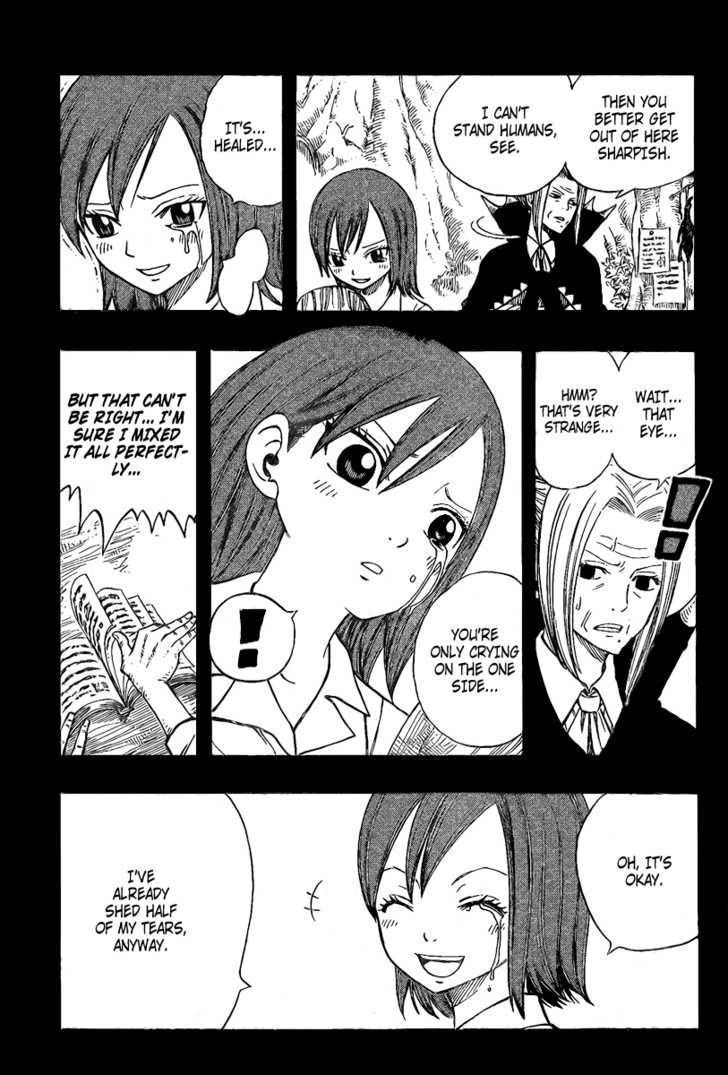 THEN YOU
BETTER GET
OUT OF HERE
SHARPISH.
I CAN'T
STAND HUMANS,
SEE.
IT'S...
HEALED...
WAIT...
THAT
EYE...
HMM?
THAT'S VERY
STRANGE...
!
YOU'RE
ONLY CRYING
ON THE ONE
SIDE...
!
BUT THAT CAN'T
BE RIGHT... I'M
SURE I MIXED
IT ALL PERFECT-
LY...
OH, IT'S
OKAY.
I'VE
ALREADY
SHED HALF
OF MY TEARS,
ANYWAY.